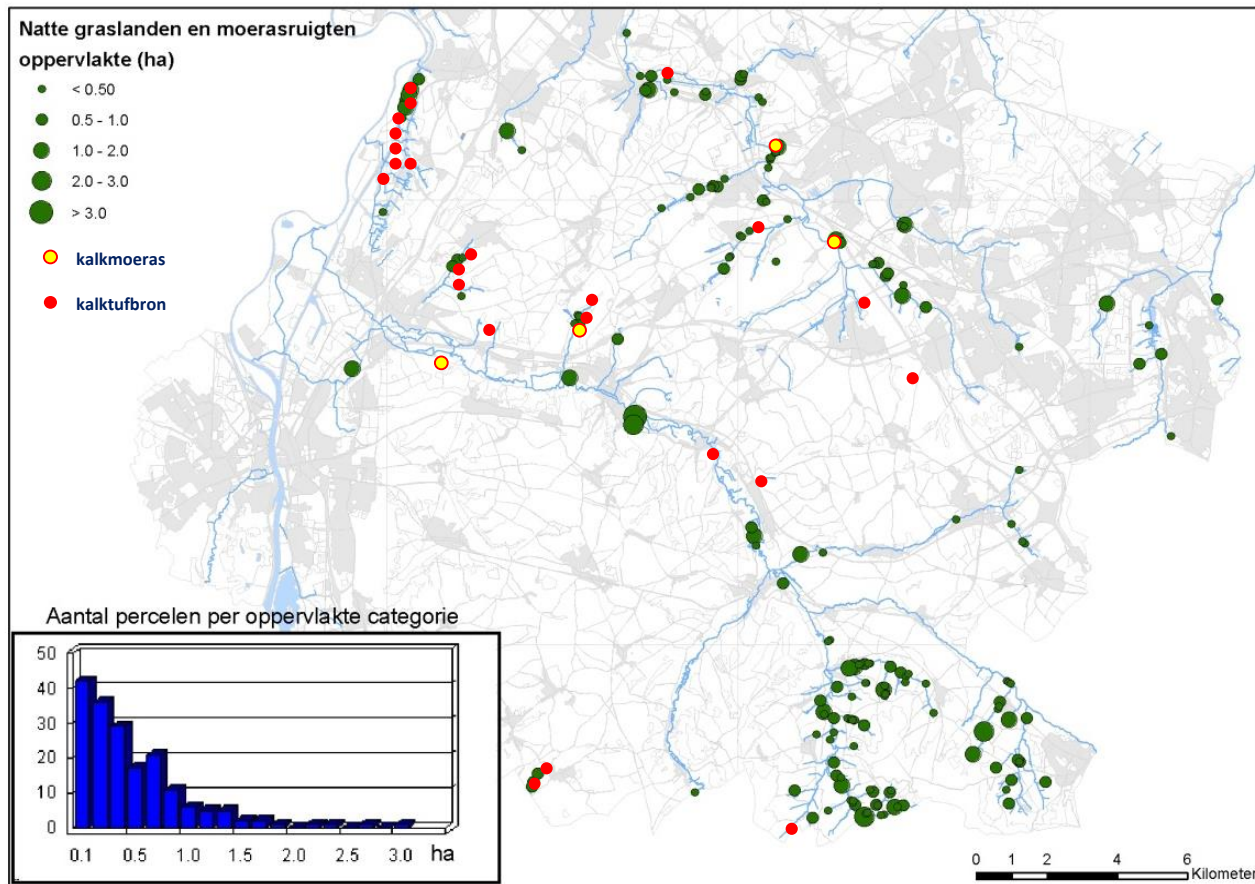 Natte graslanden en moerasruigten
oppervlakte (ha)
< 0.50
0.5 - 1.0
1.0 - 2.0
2.0 - 3.0
> 3.0
kalkmoeras
kalktufbron
Aantal percelen per oppervlakte categorie
50
40
30
20
10
0
0.1 0.5 1.0 1.5 2.0 2.5 3.0 ha
0 1 2 4 6
Kilometer